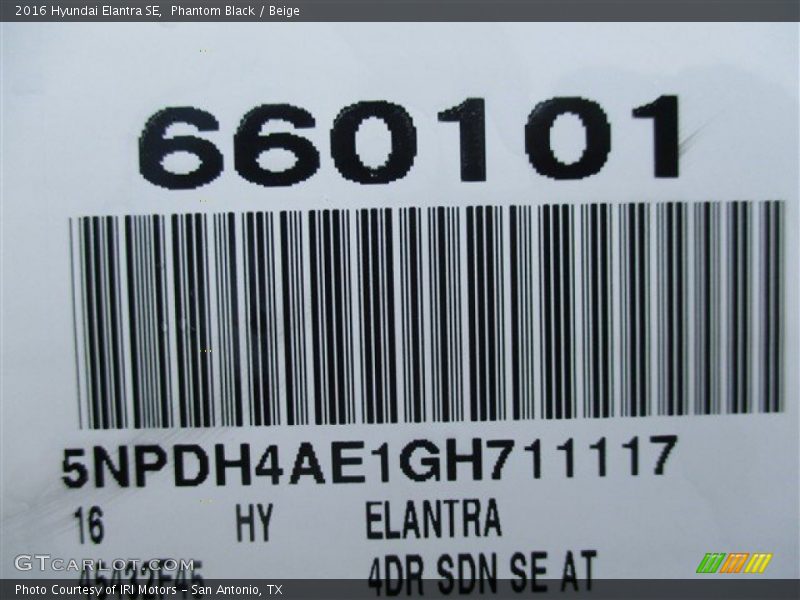 2016 Hyundai Elantra SE,  Phantom Black / Beige
660101
5NPDH4AE1GH711117
16 HY ELANTRA
45432F45 4DR SDN SE AT
GTCarLot.com
Photo Courtesy of IRI Motors – San Antonio, TX